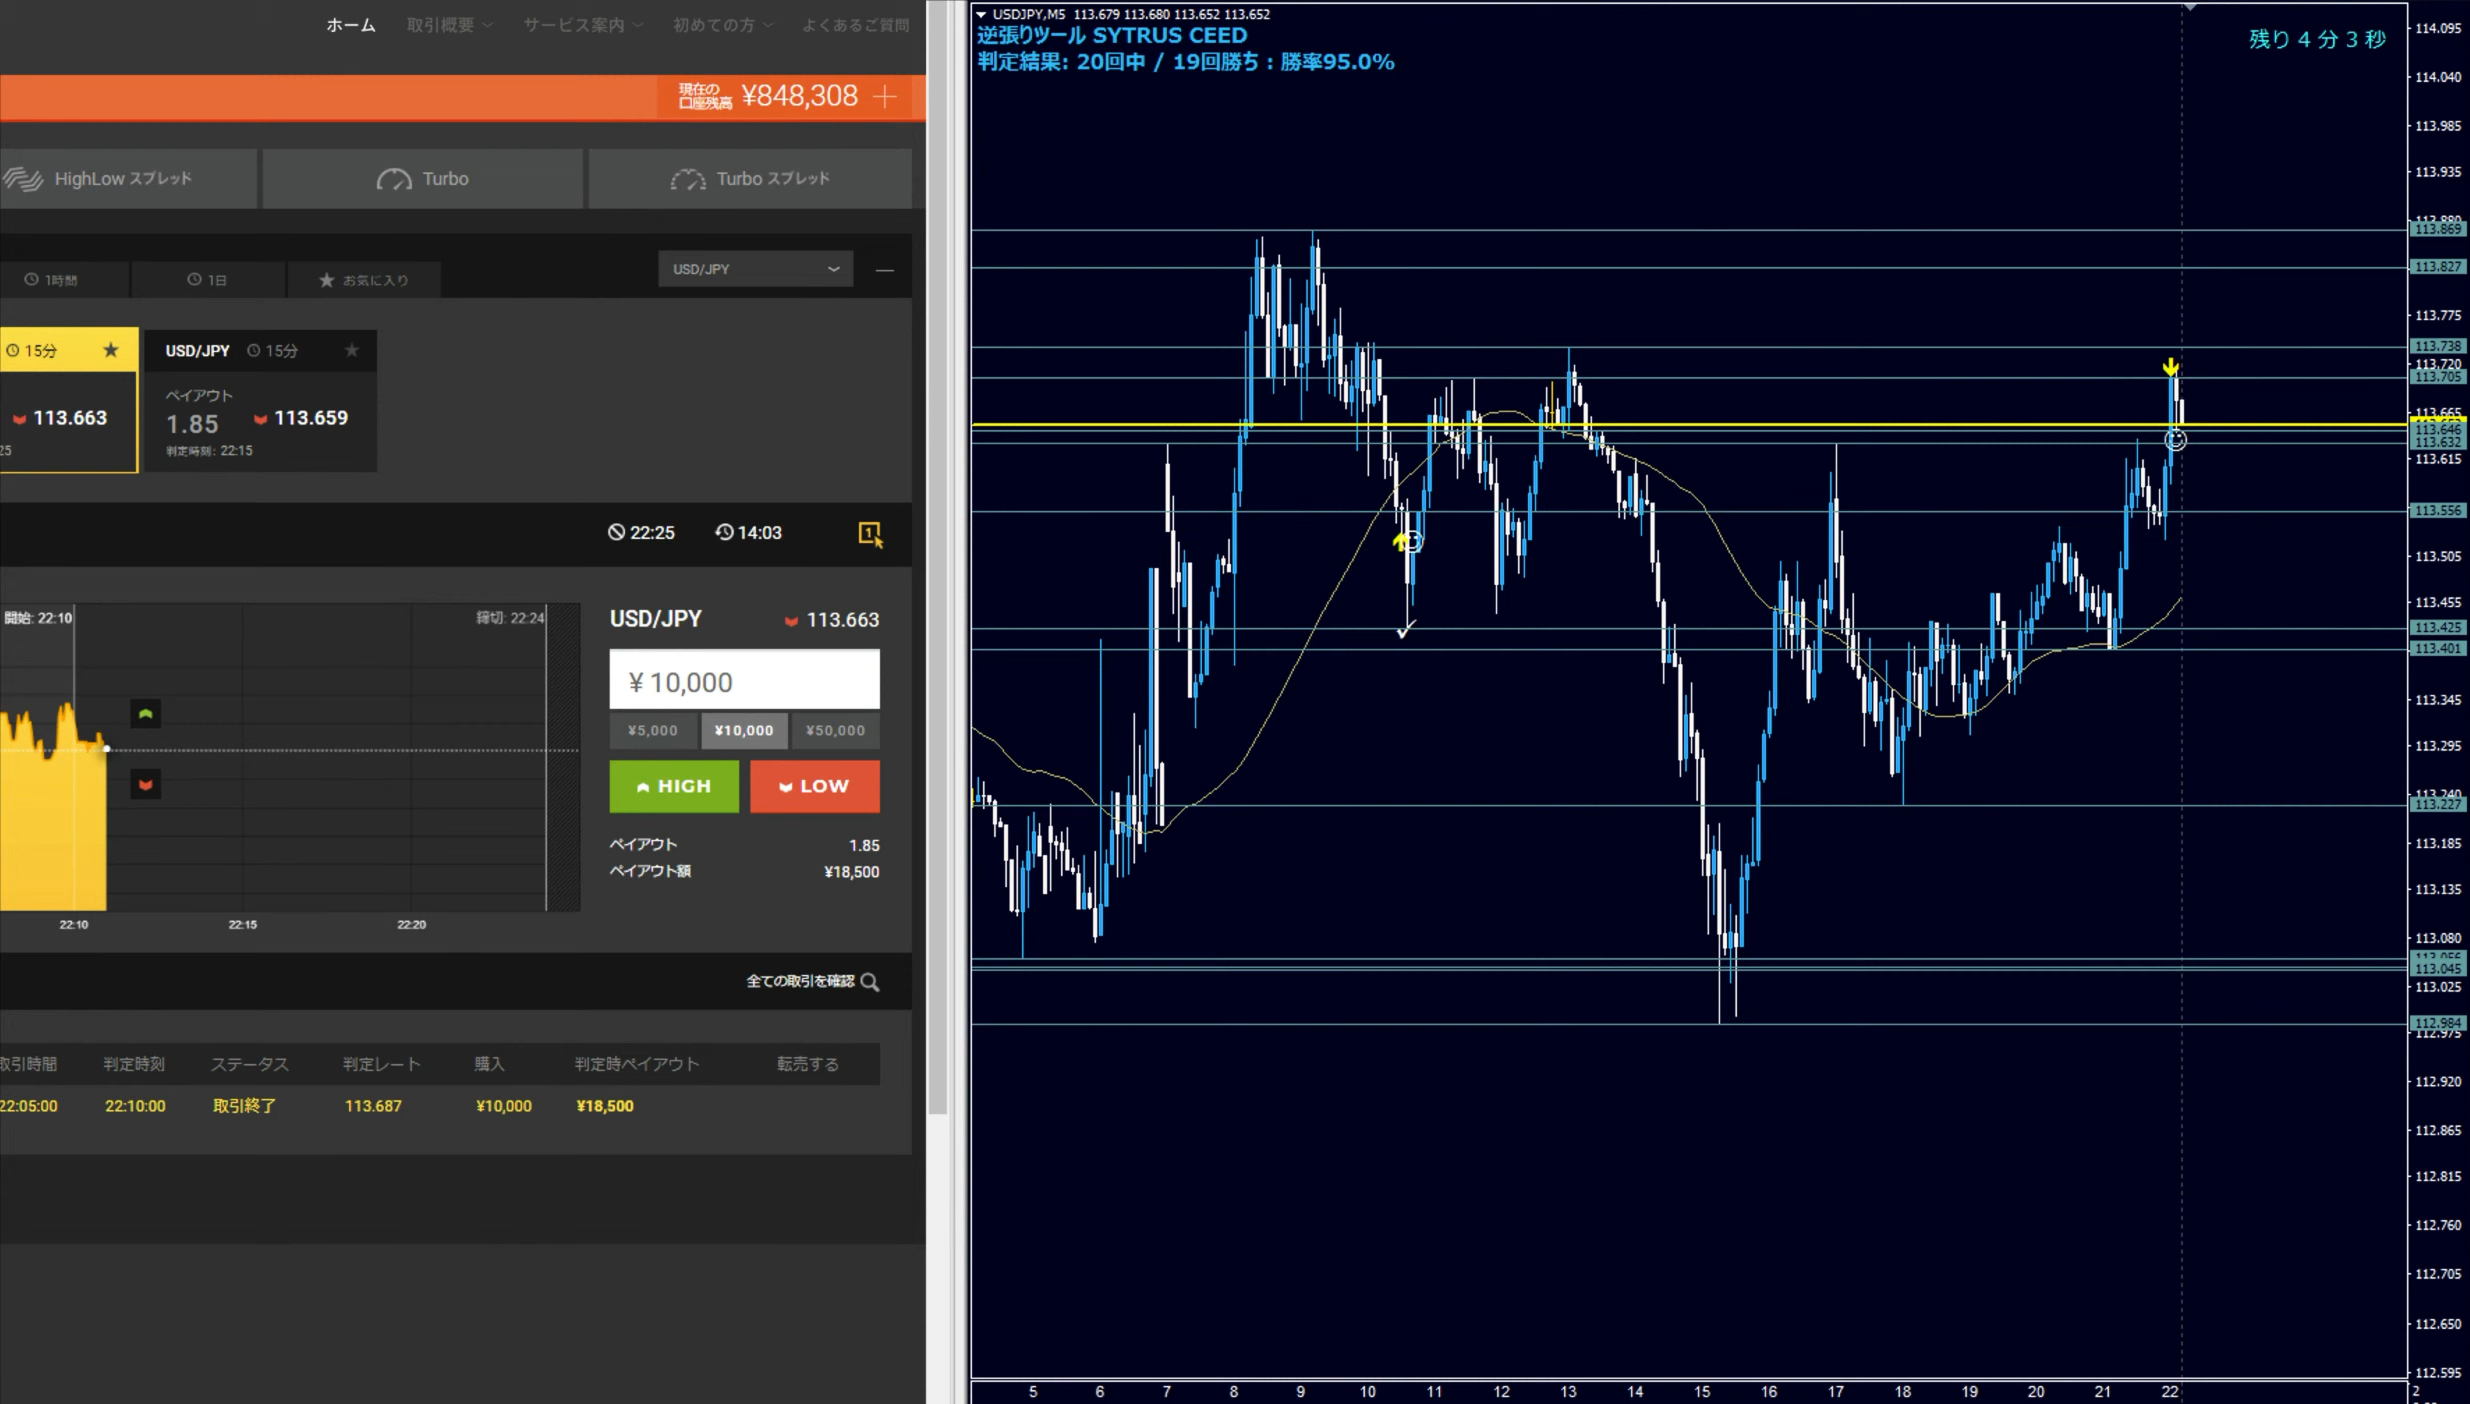 ホーム
取引概要
サービス案内
初めての方
よくあるご質問
現在の
口座残高
¥848,308
HighLow スプレッド
Turbo
Turbo スプレッド
1時間
1日
お気に入り
USD/JPY
15分
113.663
25
USD/JPY 15分
ペイアウト
1.85
113.659
判定時刻: 22:15
22:25
14:03
1
開始: 22:10
締切: 22:24
22:10
22:15
22:20
USD/JPY
113.663
¥ 10,000
¥5,000
¥10,000
¥50,000
HIGH
LOW
ペイアウト
1.85
ペイアウト額
¥18,500
全ての取引を確認
取引時間 判定時刻 ステータス 判定レート 購入 判定時ペイアウト 転売する
22:05:00 22:10:00 取引終了 113.687 ¥10,000 ¥18,500
USDJPY,M5 113.679 113.680 113.652 113.652
逆張りツール SYTRUS CEED
判定結果: 20回中 / 19回勝ち : 勝率95.0%
残り 4 分 3 秒
114.095
114.040
113.985
113.935
113.880
113.869
113.827
113.775
113.738
113.720
113.705
113.665
113.646
113.632
113.615
113.556
113.505
113.455
113.425
113.401
113.345
113.295
113.240
113.227
113.185
113.135
113.080
113.056
113.045
113.025
112.984
112.975
112.920
112.865
112.815
112.760
112.705
112.650
112.595
5 6 7 8 9 10 11 12 13 14 15 16 17 18 19 20 21 22 2